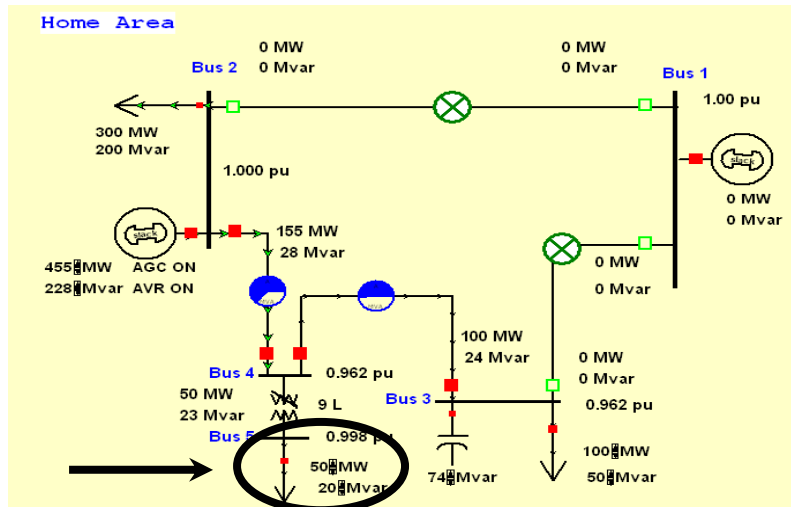 Home Area
0 MW
0 Mvar
0 MW
0 Mvar
Bus 2
Bus 1
1.00 pu
300 MW
200 Mvar
slack
1.000 pu
0 MW
0 Mvar
slack
155 MW
28 Mvar
455 MW AGC ON
228 Mvar AVR ON
0 MW
0 Mvar
MVA
MVA
100 MW
24 Mvar
0 MW
0 Mvar
Bus 4
0.962 pu
50 MW
23 Mvar
9 L
Bus 3
0.962 pu
Bus 5
0.998 pu
50 MW
20 Mvar
74 Mvar
100 MW
50 Mvar